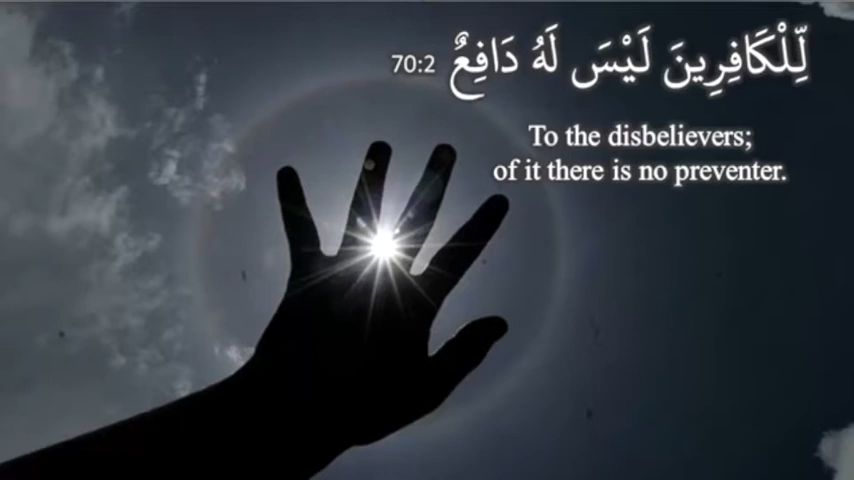 لِّلْكَافِرِينَ لَيْسَ لَهُ دَافِعٌ 70:2
To the disbelievers;
of it there is no preventer.